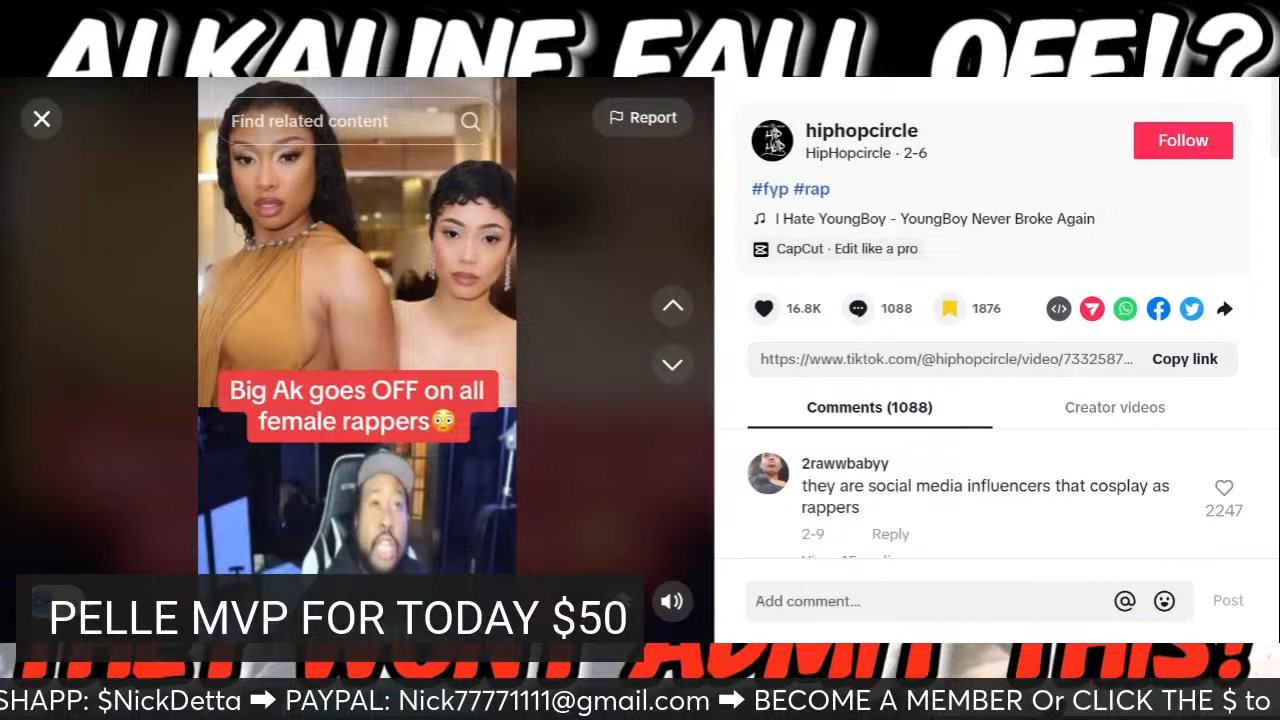 ALKALINE FALL OFF!?
Find related content
Report
Big Ak goes OFF on all
female rappers😳
hiphopcircle
HipHopcircle · 2-6
Follow
#fyp #rap
I Hate YoungBoy - YoungBoy Never Broke Again
CapCut · Edit like a pro
16.8K
1088
1876
https://www.tiktok.com/@hiphopcircle/video/7332587...
Copy link
Comments (1088)
Creator videos
2rawwbabyy
they are social media influencers that cosplay as
rappers
2247
2-9
Reply
Add comment...
Post
PELLE MVP FOR TODAY $50
THEY WONT ADMIT THIS!
SHAPP: $NickDetta ➡ PAYPAL: Nick77771111@gmail.com ➡ BECOME A MEMBER Or CLICK THE $ to